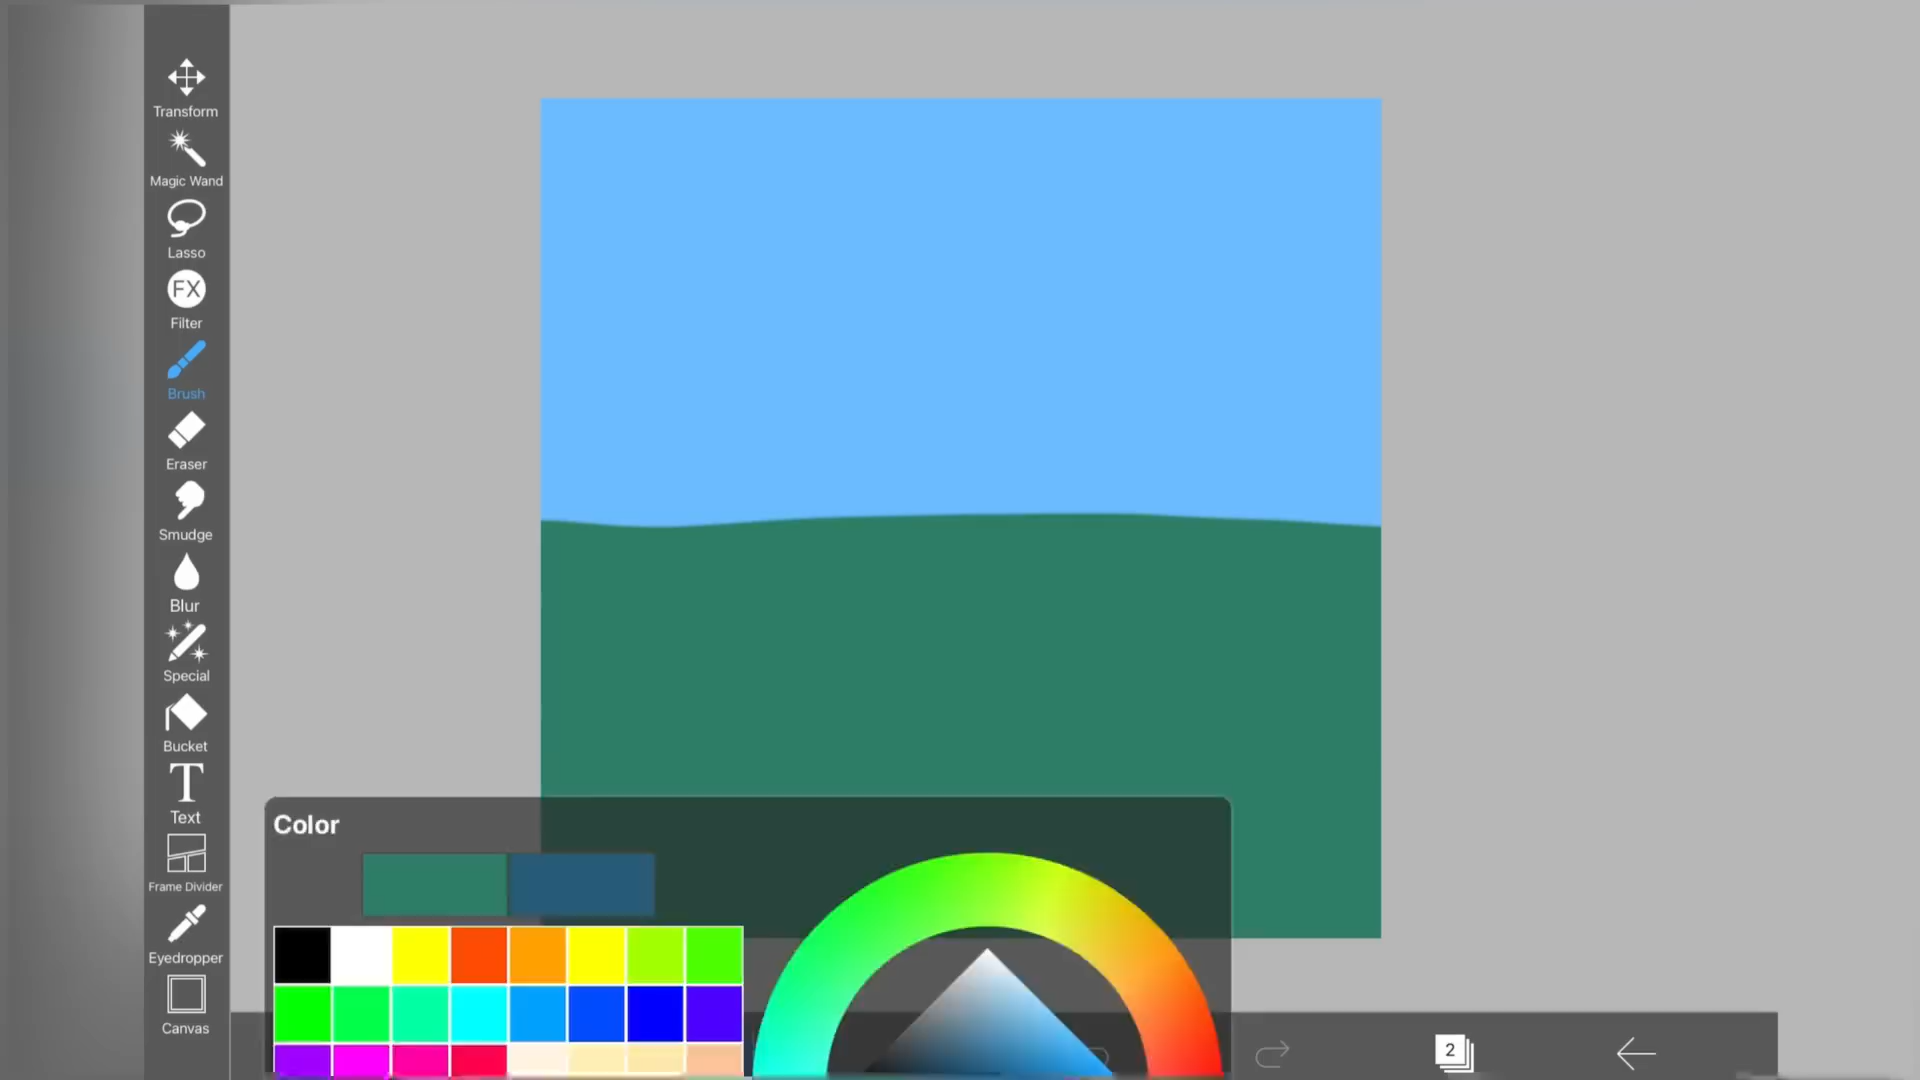 Transform
Magic Wand
Lasso
FX
Filter
Brush
Eraser
Smudge
Blur
Special
Bucket
T
Text
Frame Divider
Eyedropper
Canvas
Color
2